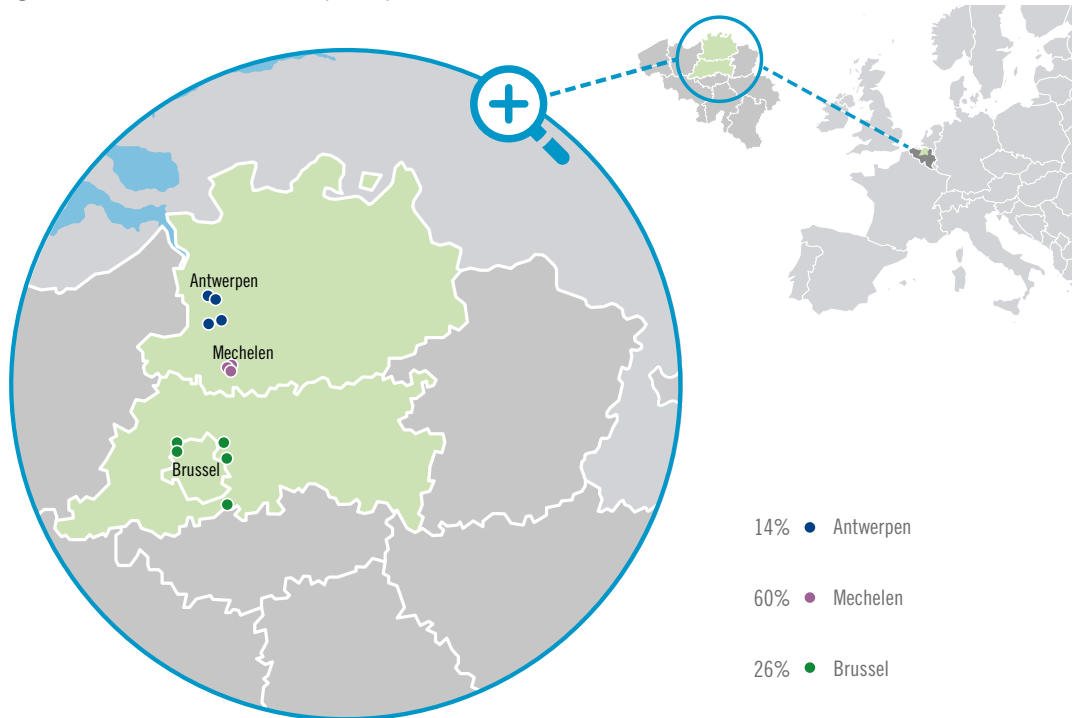 Antwerpen
Mechelen
Brussel
14% Antwerpen
60% Mechelen
26% Brussel